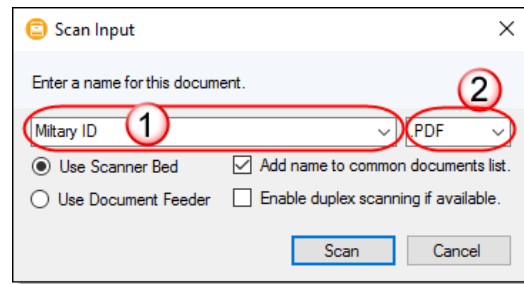 Scan Input
Enter a name for this document.
2
Miltary ID 1 .PDF
Use Scanner Bed Add name to common documents list.
Use Document Feeder Enable duplex scanning if available.
Scan Cancel